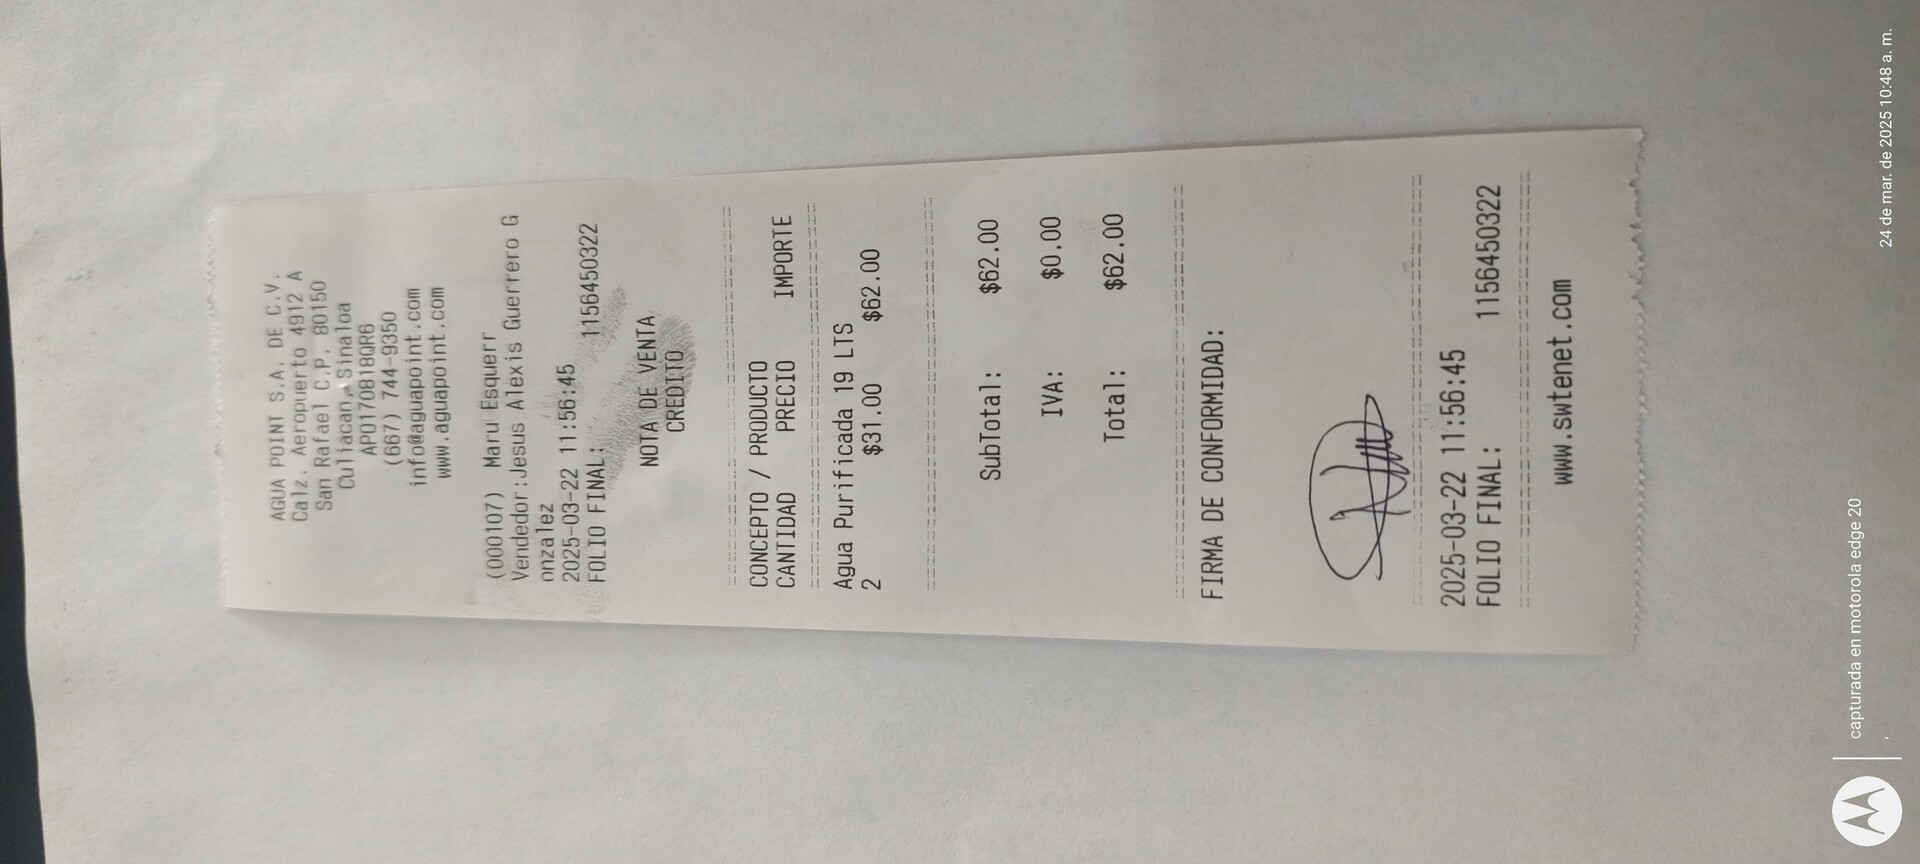 AGUA POINT S.A. DE C.V.
Calz. Aeropuerto 4912 A
San Rafael C.P. 80150
Culiacan, Sinaloa
APO170818QR6
(667) 744-9350
info@aguapoint.com
www.aguapoint.com
(000107) Maru Esquerr
Vendedor:Jesus Alexis Guerrero G
onzalez
2025-03-22 11:56:45
FOLIO FINAL: 1156450322
NOTA DE VENTA
CREDITO
CONCEPTO / PRODUCTO
CANTIDAD PRECIO IMPORTE
Agua Purificada 19 LTS
2 $31.00 $62.00
SubTotal: $62.00
IVA: $0.00
Total: $62.00
FIRMA DE CONFORMIDAD:
2025-03-22 11:56:45
FOLIO FINAL: 1156450322
www.swtenet.com
capturada en motorola edge 20
24 de mar. de 2025 10:48 a. m.